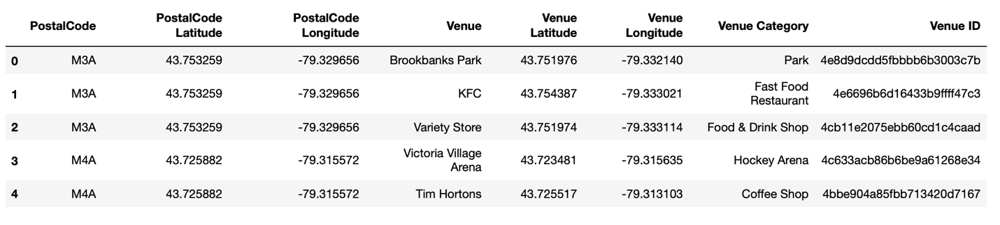 PostalCode PostalCode Latitude PostalCode Longitude Venue Venue Latitude Venue Longitude Venue Category Venue ID
0 M3A 43.753259 -79.329656 Brookbanks Park 43.751976 -79.332140 Park 4e8d9dcdd5fbbbb6b3003c7b
1 M3A 43.753259 -79.329656 KFC 43.754387 -79.333021 Fast Food Restaurant 4e6696b6d16433b9ffff47c3
2 M3A 43.753259 -79.329656 Variety Store 43.751974 -79.333114 Food & Drink Shop 4cb11e2075ebb60cd1c4caad
3 M4A 43.725882 -79.315572 Victoria Village Arena 43.723481 -79.315635 Hockey Arena 4c633acb86b6be9a61268e34
4 M4A 43.725882 -79.315572 Tim Hortons 43.725517 -79.313103 Coffee Shop 4bbe904a85fbb713420d7167